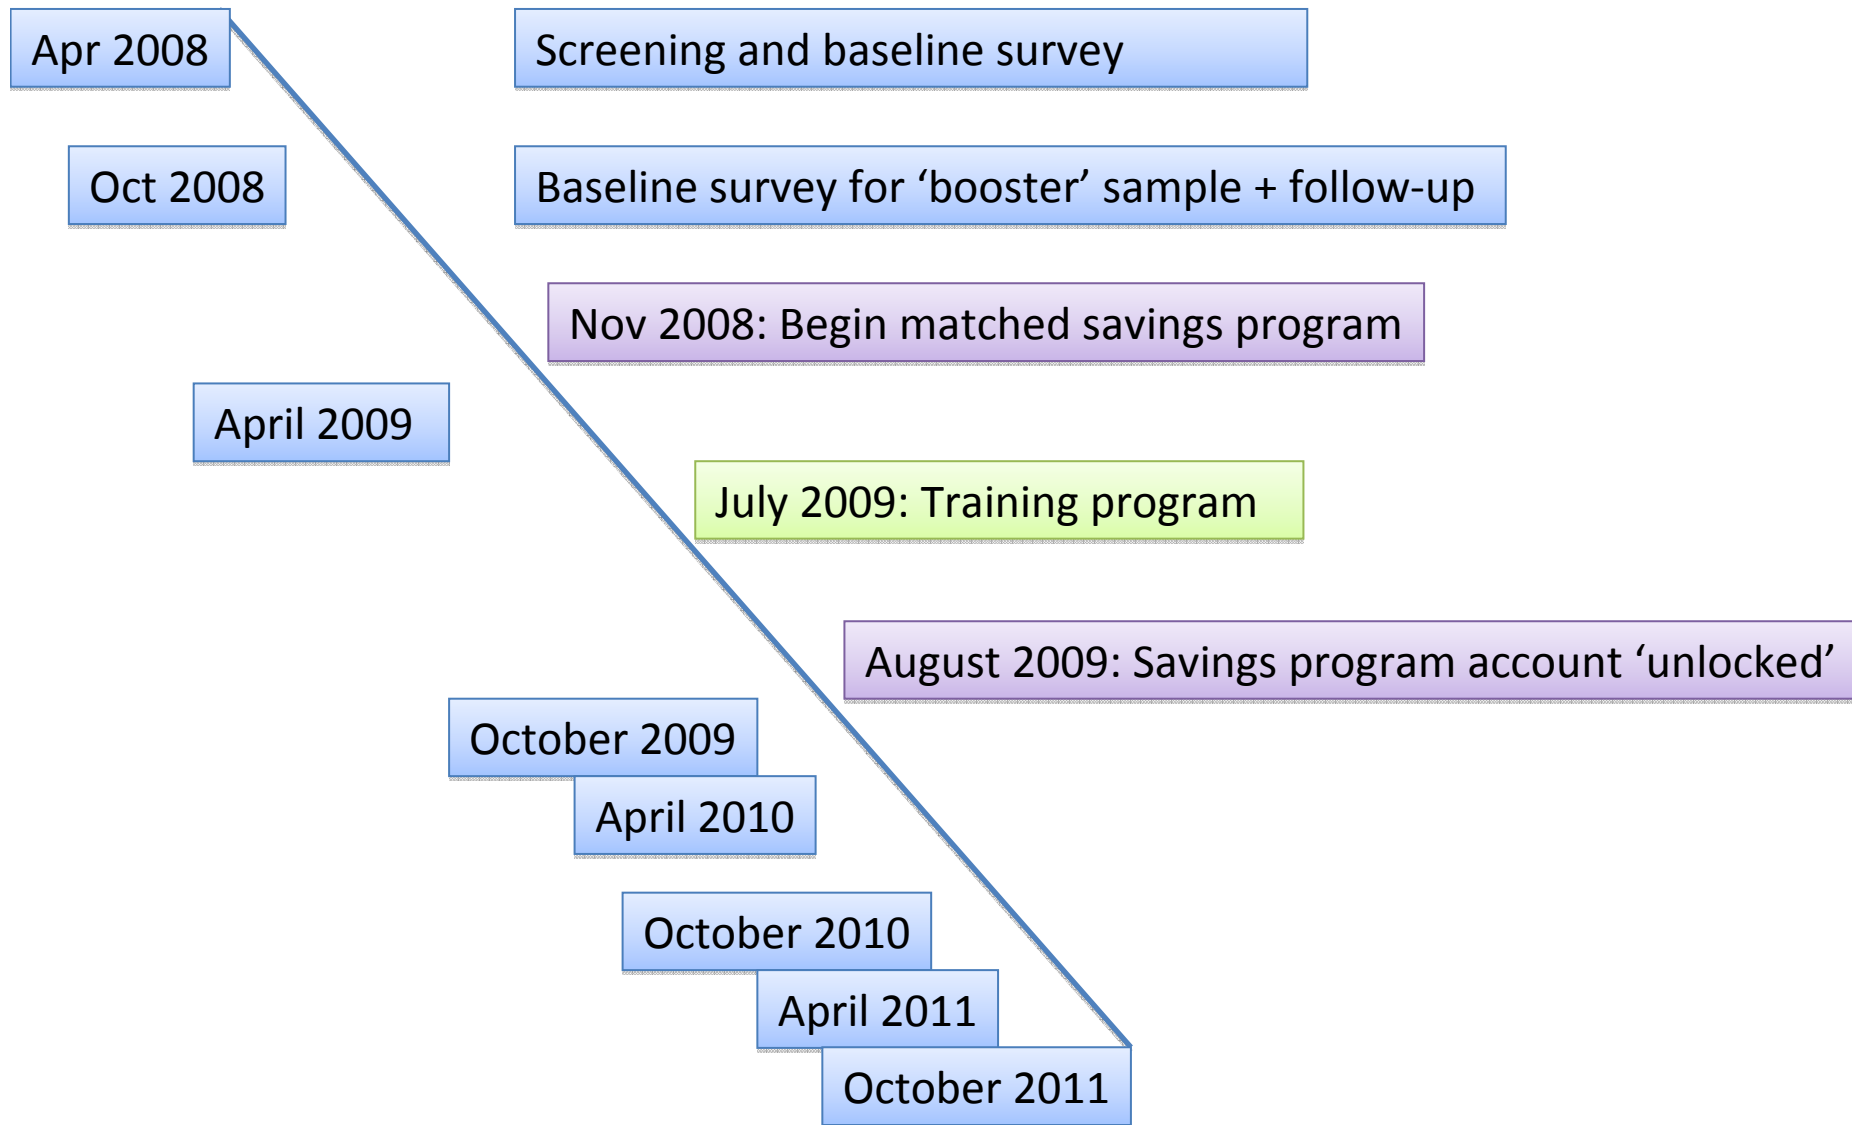 Apr 2008
Screening and baseline survey
Oct 2008
Baseline survey for ‘booster’ sample + follow-up
Nov 2008: Begin matched savings program
April 2009
July 2009: Training program
August 2009: Savings program account ‘unlocked’
October 2009
April 2010
October 2010
April 2011
October 2011